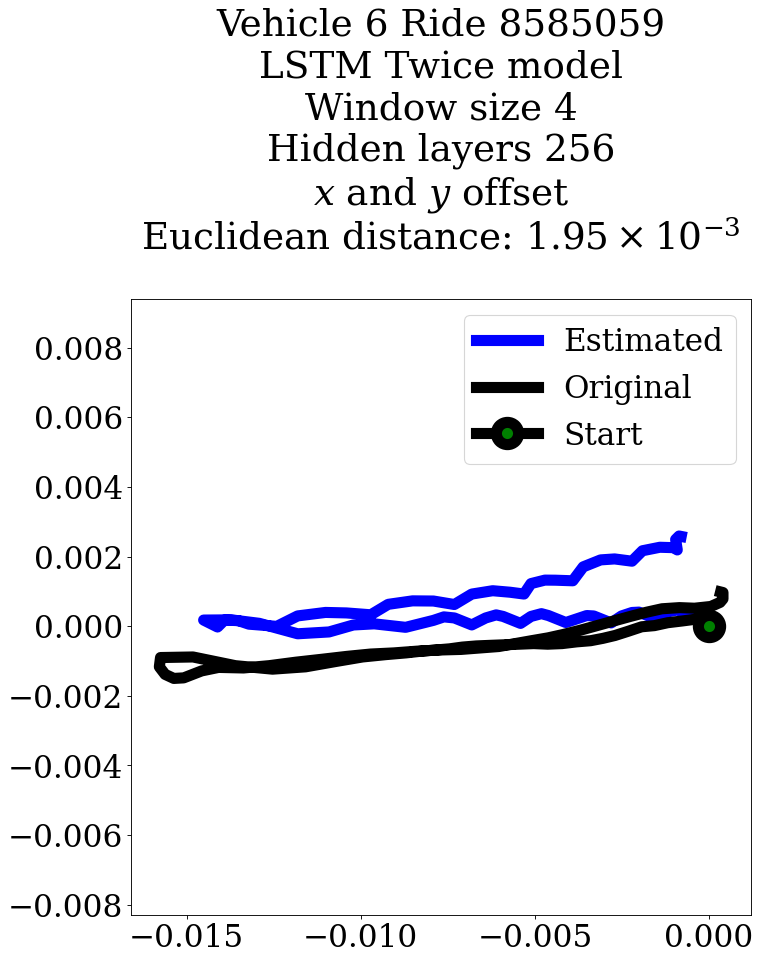 Vehicle 6 Ride 8585059
LSTM Twice model
Window size 4
Hidden layers 256
x and y offset
Euclidean distance: 1.95 × 10⁻³
Estimated
Original
Start
0.008
0.006
0.004
0.002
0.000
−0.002
−0.004
−0.006
−0.008
−0.015 −0.010 −0.005 0.000